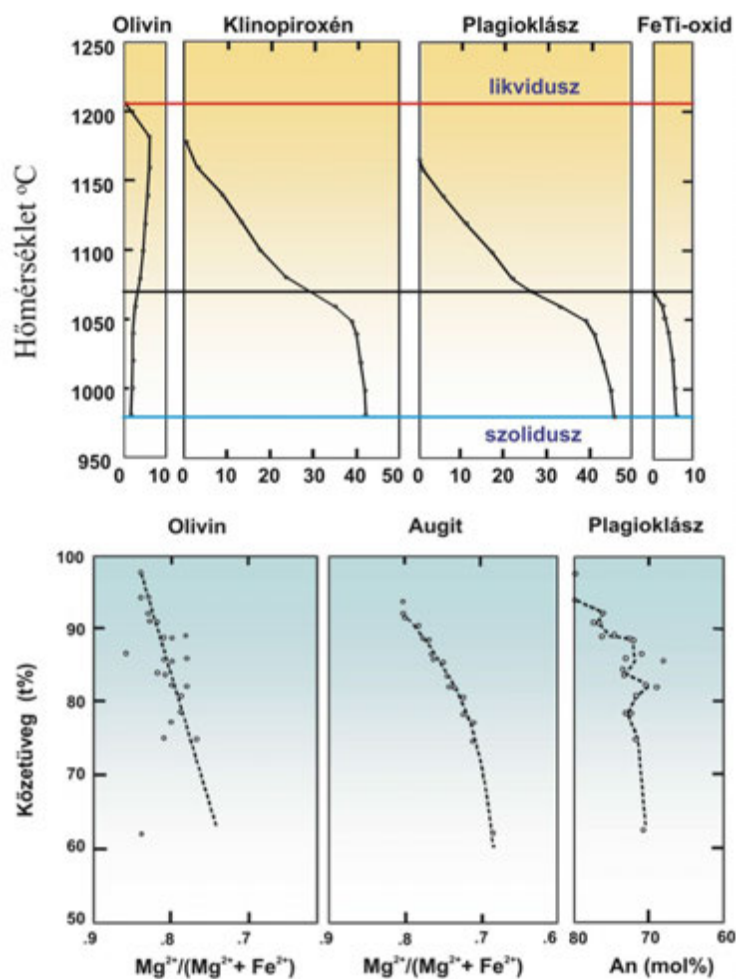 Olivin Klinopiroxén Plagioklász FeTi-oxid
1250
likvidusz
1200
1150
Hőmérséklet ºC
1100
1050
1000
szolidusz
950
0 10 0 10 20 30 40 50 0 10 20 30 40 50 0 10
Olivin Augit Plagioklász
100
90
80
Kőzetüveg (t%)
70
60
50
.9 .8 .7 .9 .8 .7 .6 80 70 60
Mg²⁺/(Mg²⁺+ Fe²⁺) Mg²⁺/(Mg²⁺+ Fe²⁺) An (mol%)